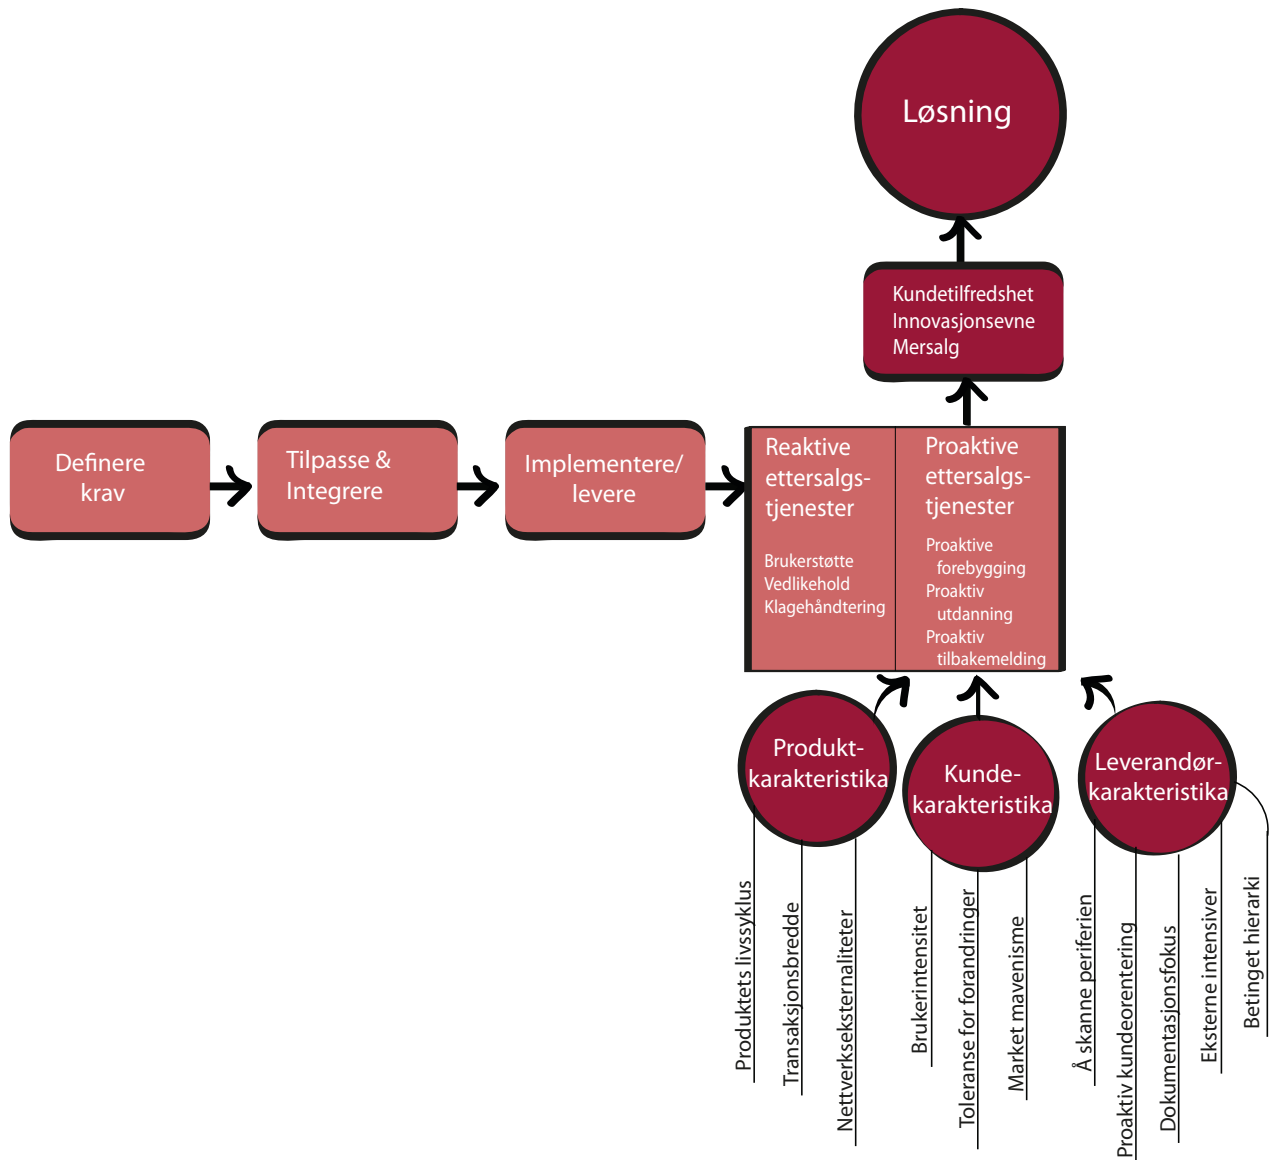 Løsning
Kundetilfredshet
Innovasjonsevne
Mersalg
Definere
krav
Tilpasse &
Integrere
Implementere/
levere
Reaktive
ettersalgs-
tjenester
Brukerstøtte
Vedlikehold
Klagehåndtering
Proaktive
ettersalgs-
tjenester
Proaktive
forebygging
Proaktiv
utdanning
Proaktiv
tilbakemelding
Produkt-
karakteristika
Kunde-
karakteristika
Leverandør-
karakteristika
Produktets livssyklus
Transaksjonsbredde
Nettverkseksternaliteter
Brukerintensitet
Toleranse for forandringer
Market mavenisme
Å skanne periferien
Proaktiv kundeorentering
Dokumentasjonsfokus
Eksterne intensiver
Betinget hierarki